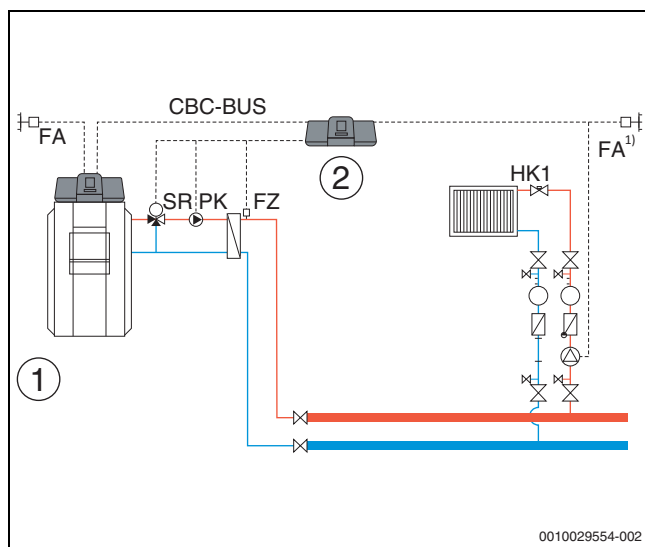 CBC-BUS
FA
FA1)
2
SR PK
FZ
HK1
1
0010029554-002